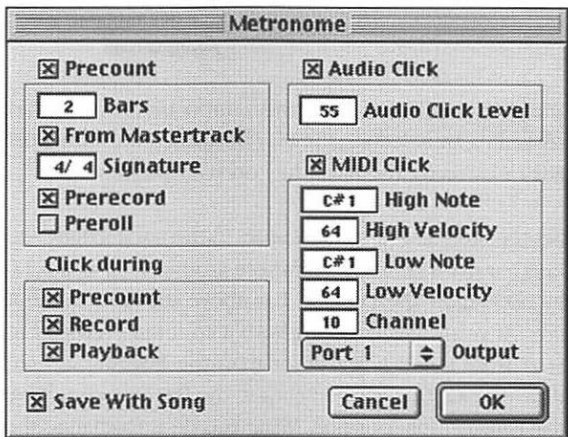 Metronome
Precount
2 Bars
From Mastertrack
4/ 4 Signature
Prerecord
Preroll
Click during
Precount
Record
Playback
Save With Song
Audio Click
55 Audio Click Level
MIDI Click
C#1 High Note
64 High Velocity
C#1 Low Note
64 Low Velocity
10 Channel
Port 1 Output
Cancel
OK